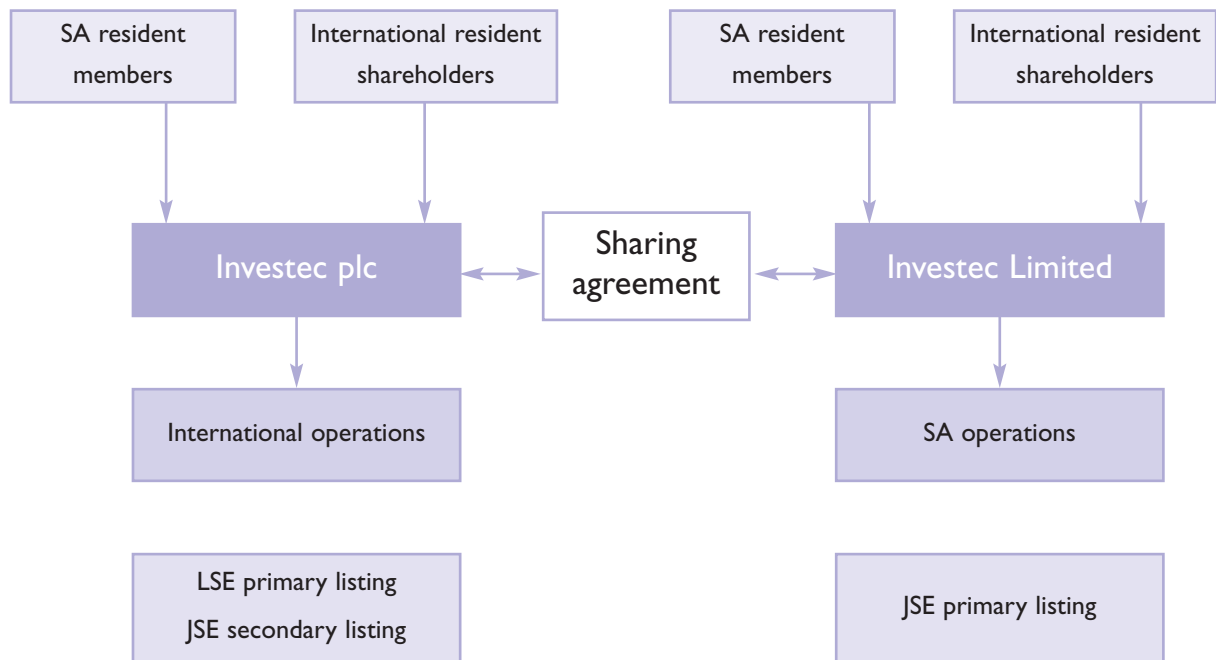 SA resident
members
International resident
shareholders
SA resident
members
International resident
shareholders
Investec plc
Sharing
agreement
Investec Limited
International operations
SA operations
LSE primary listing
JSE secondary listing
JSE primary listing